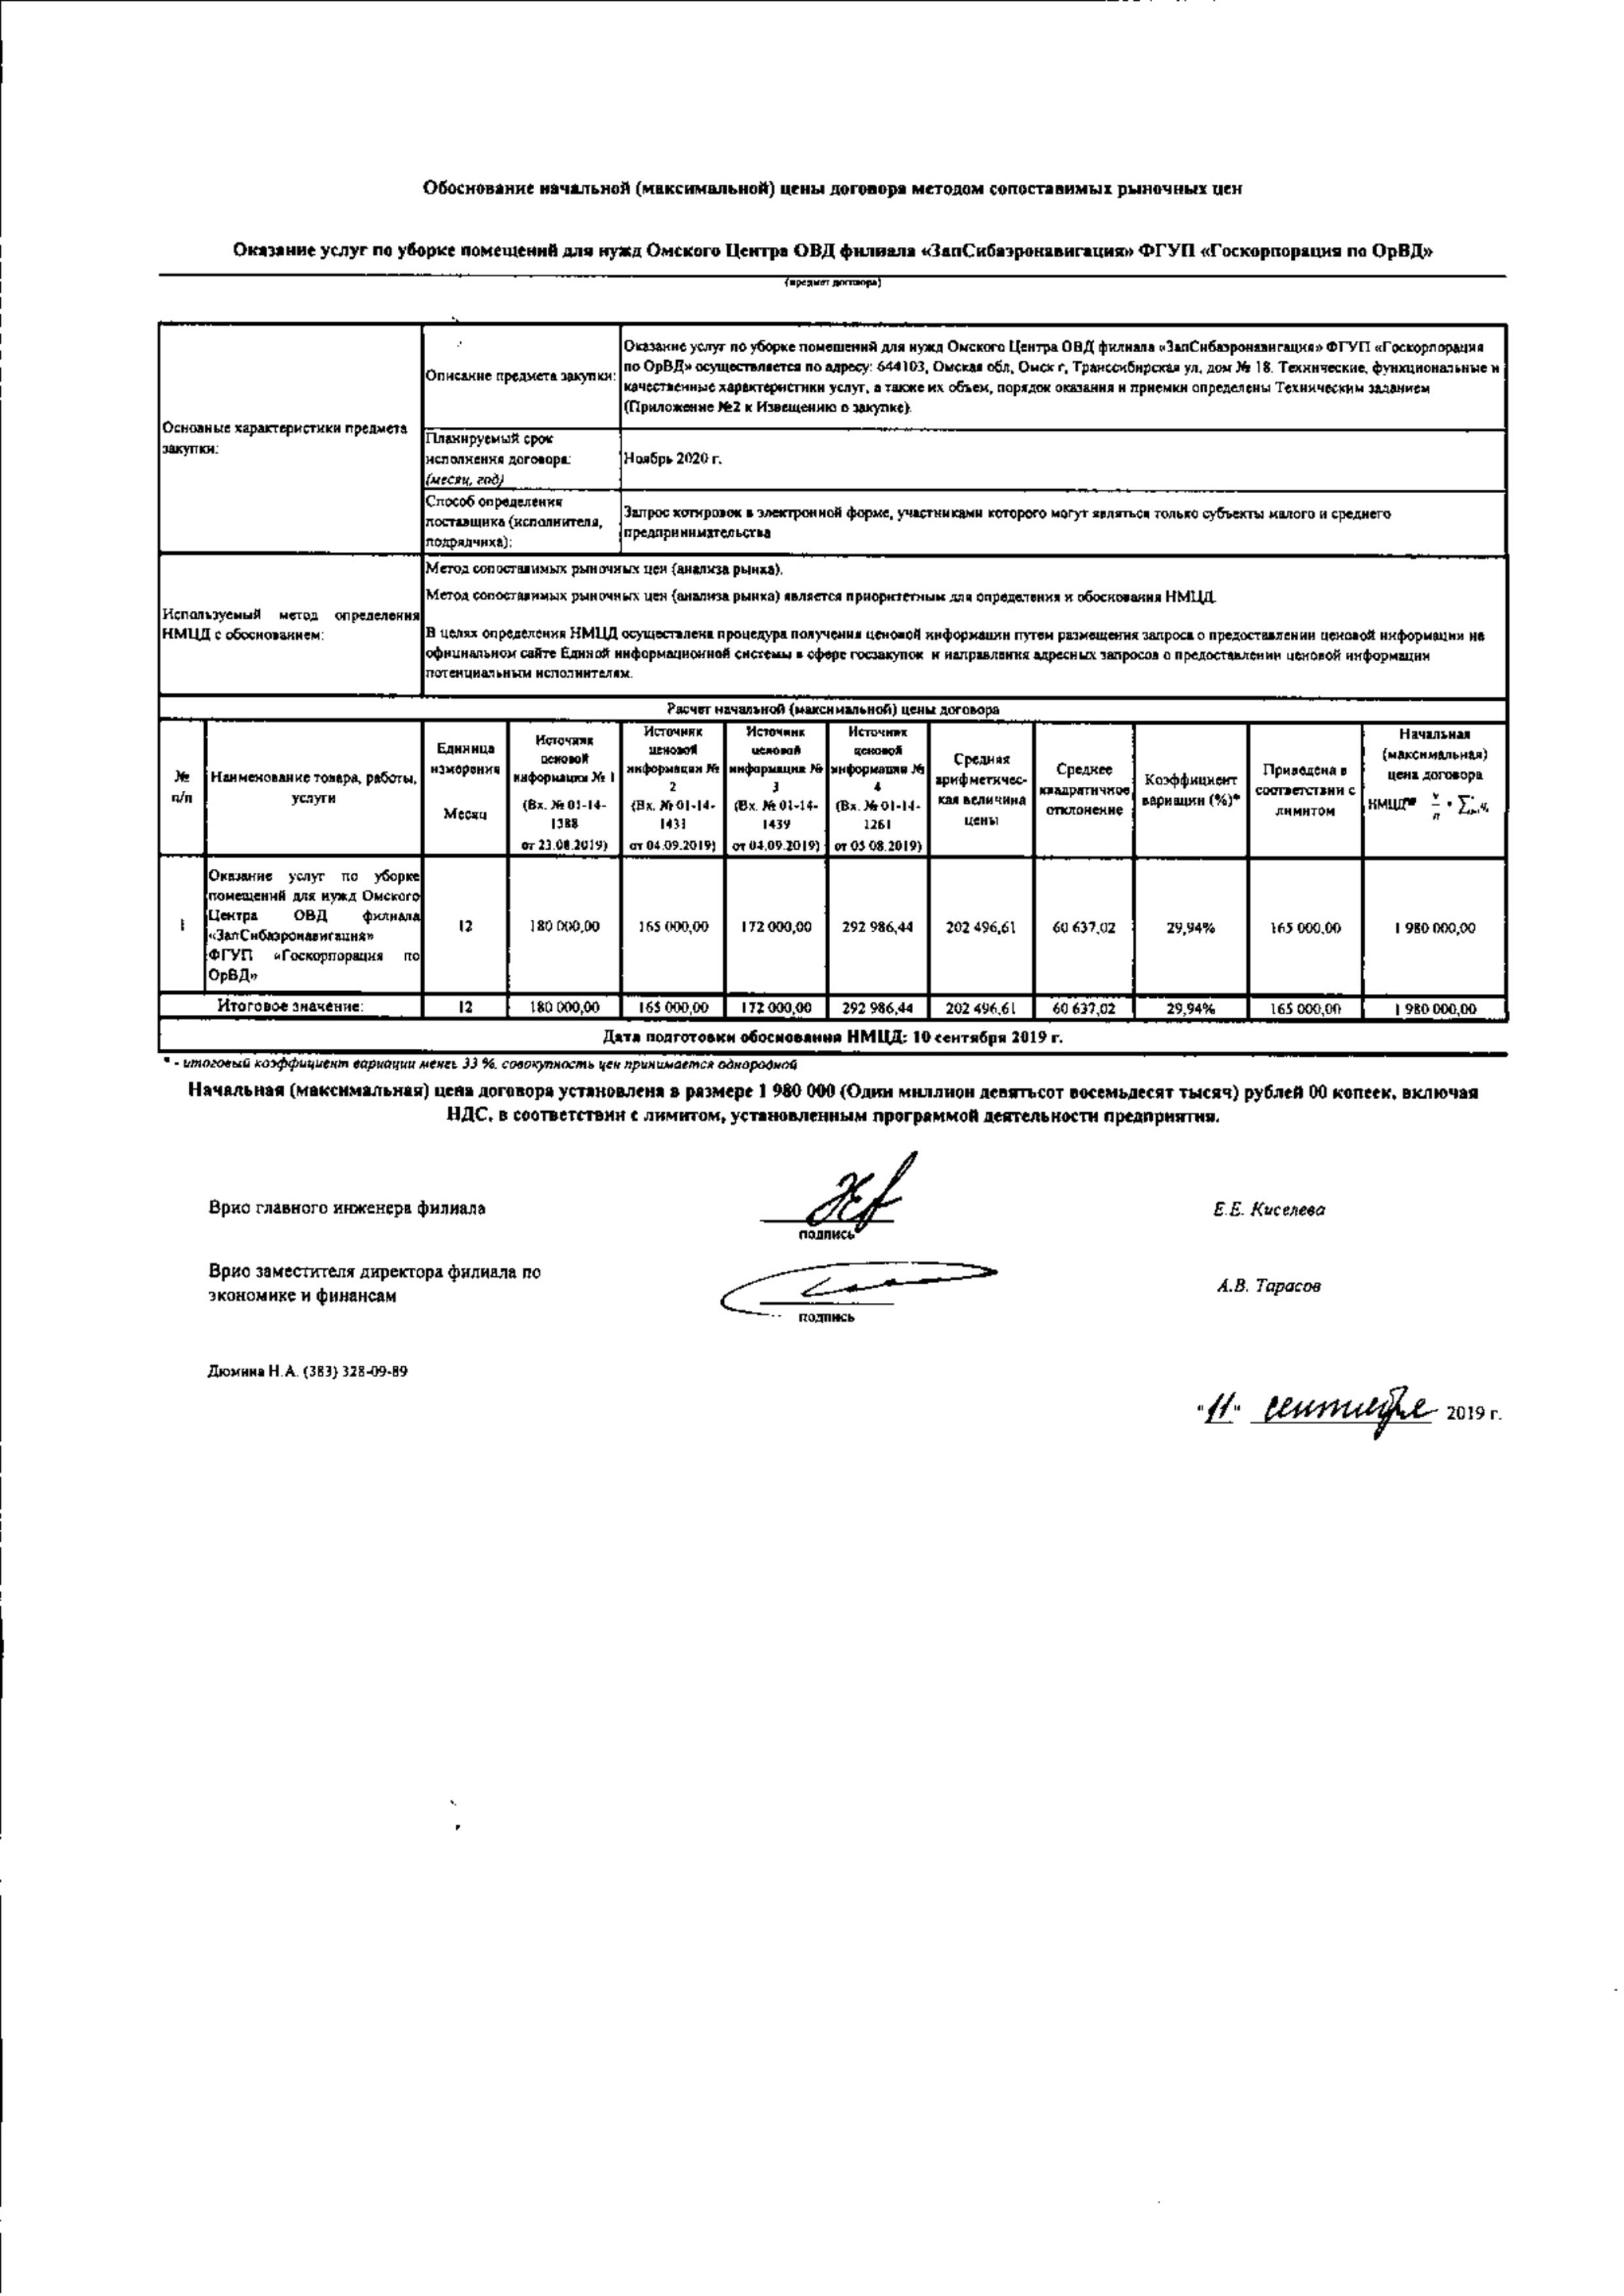 Обоснование начальной (максимальной) цены договора методом сопоставимых рыночных цен
Оказание услуг по уборке помещений для нужд Омского Центра ОВД филиала «ЗапСибаэронавигация» ФГУП «Госкорпорация по ОрВД»
(предмет договора)
Основные характеристики предмета
закупки:
Описание предмета закупки:
Оказание услуг по уборке помещений для нужд Омского Центра ОВД филиала «ЗапСибаэронавигация» ФГУП «Госкорпорация
по ОрВД» осуществляется по адресу: 644103, Омская обл, Омск г, Транссибирская ул, дом № 18. Технические, функциональные и
качественные характеристики услуг, а также их объем, порядок оказания и приемки определены Техническим заданием
(Приложение №2 к Извещению о закупке).
Планируемый срок
исполнения договора:
(месяц, год)
Ноябрь 2020 г.
Способ определения
поставщика (исполнителя,
подрядчика):
Запрос котировок в электронной форме, участниками которого могут являться только субъекты малого и среднего
предпринимательства
Используемый метод определения
НМЦД с обоснованием:
Метод сопоставимых рыночных цен (анализа рынка).
Метод сопоставимых рыночных цен (анализа рынка) является приоритетным для определения и обоснования НМЦД.
В целях определения НМЦД осуществлена процедура получения ценовой информации путем размещения запроса о предоставлении ценовой информации на
официальном сайте Единой информационной системы в сфере госзакупок и направления адресных запросов о предоставлении ценовой информации
потенциальным исполнителям.
Расчет начальной (максимальной) цены договора
№
п/п
Наименование товара, работы,
услуги
Единица
измерения
Месяц
Источник
ценовой
информации № 1
(Вх. № 01-14-
1388
от 23.08.2019)
Источник
ценовой
информации №
2
(Вх. № 01-14-
1431
от 04.09.2019)
Источник
ценовой
информации №
3
(Вх. № 01-14-
1439
от 04.09.2019)
Источник
ценовой
информации №
4
(Вх. № 01-14-
1261
от 05 08.2019)
Средняя
арифметичес-
кая величина
цены
Среднее
квадратичное
отклонение
Коэффициент
вариации (%)*
Приведена в
соответствии с
лимитом
Начальная
(максимальная)
цена договора
НМЦД=
1
Оказание услуг по уборке
помещений для нужд Омского
Центра ОВД филиала
«ЗапСибаэронавигация»
ФГУП «Госкорпорация по
ОрВД»
12
180 000,00
165 000,00
172 000,00
292 986,44
202 496,61
60 637,02
29,94%
165 000,00
1 980 000,00
Итоговое значение:
12
180 000,00
165 000,00
172 000,00
292 986,44
202 496,61
60 637,02
29,94%
165 000,00
1 980 000,00
Дата подготовки обоснования НМЦД: 10 сентября 2019 г.
* - итоговый коэффициент вариации менее 33 %. совокупность цен принимается однородной
Начальная (максимальная) цена договора установлена в размере 1 980 000 (Один миллион девятьсот восемьдесят тысяч) рублей 00 копеек, включая
НДС, в соответствии с лимитом, установленным программой деятельности предприятия.
Врио главного инженера филиала
подпись
Е.Е. Киселева
Врио заместителя директора филиала по
экономике и финансам
подпись
А.В. Тарасов
Дюмина Н.А. (383) 328-09-89
"11" сентября 2019 г.